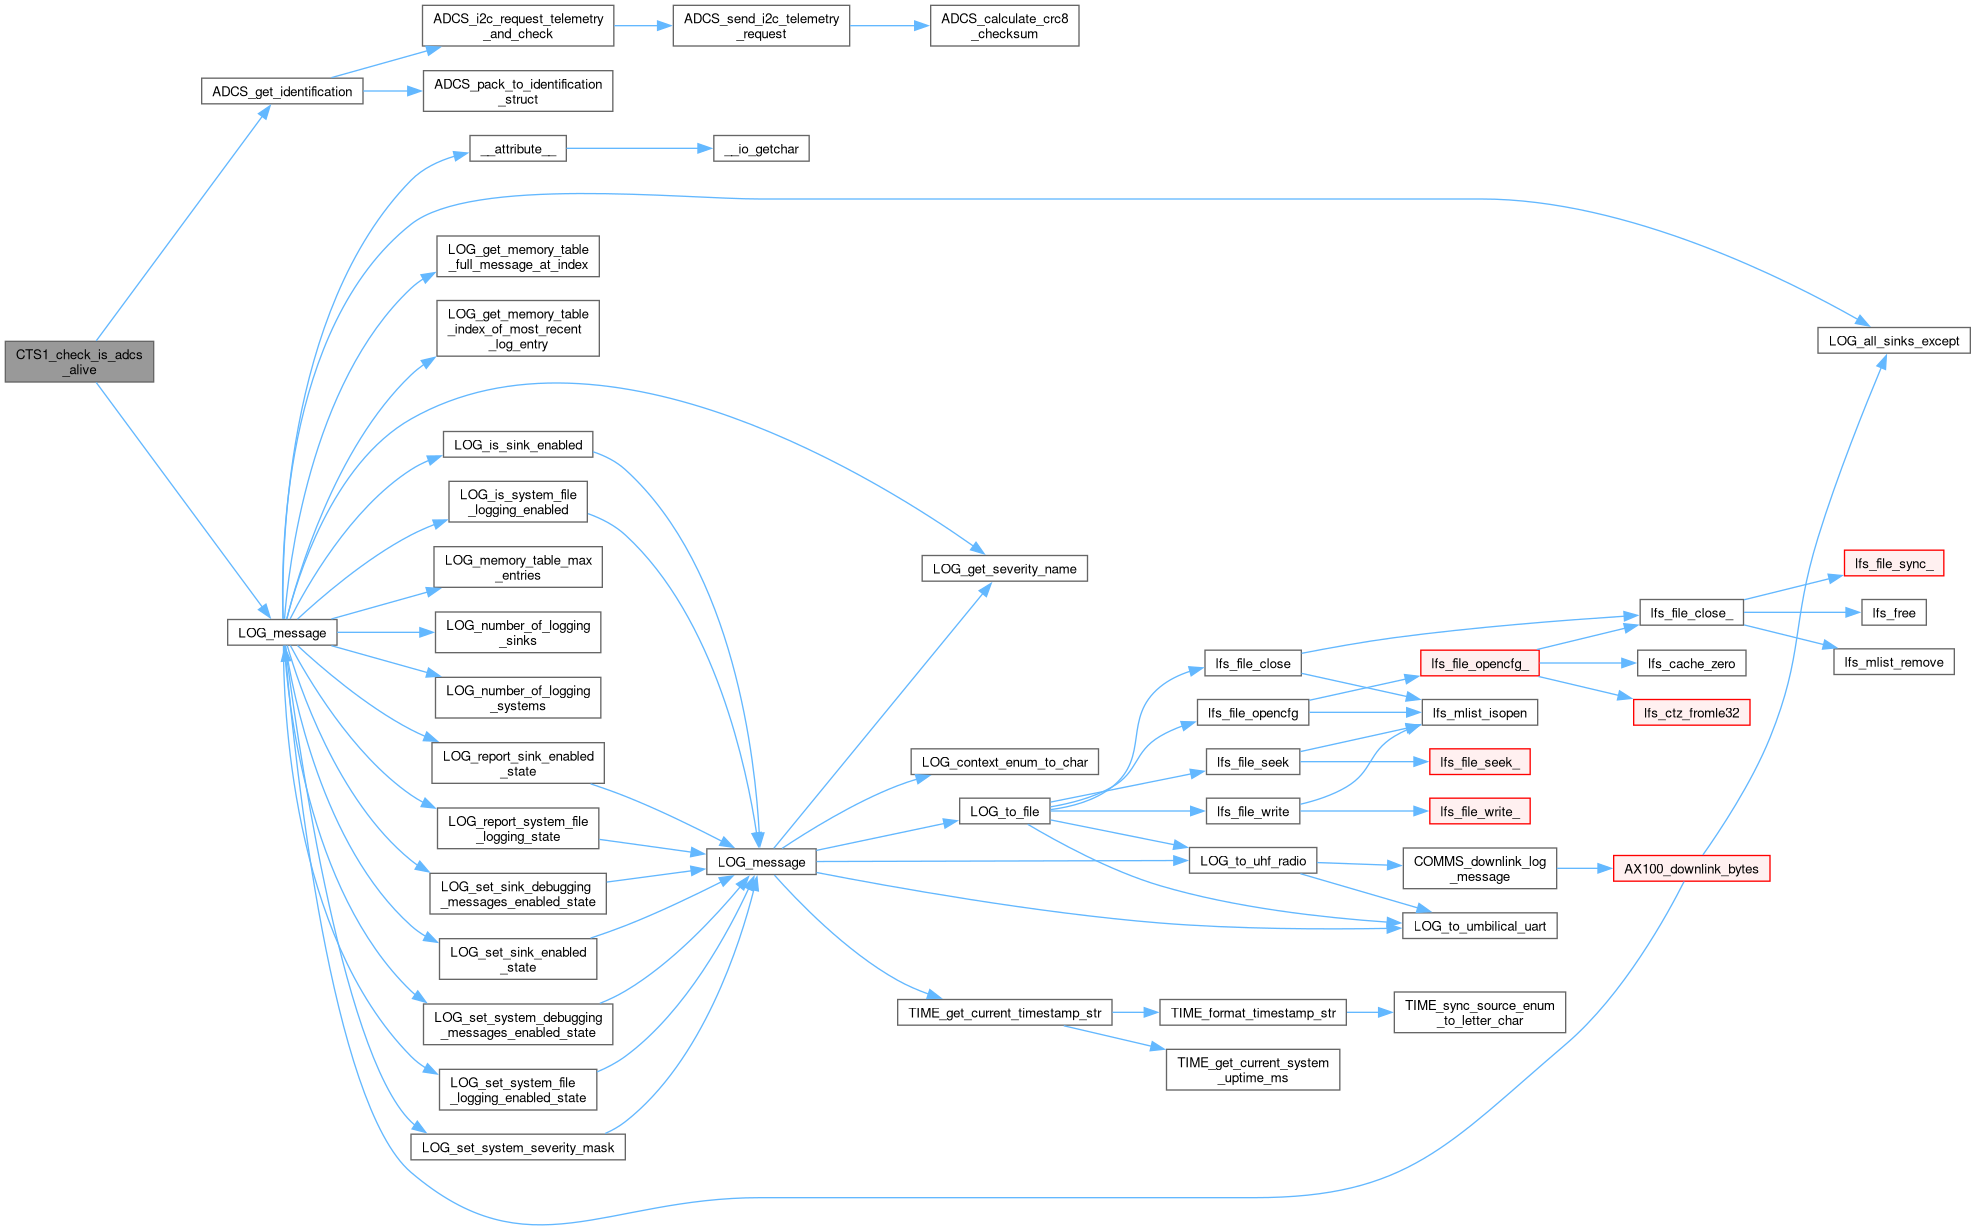 CTS1_check_is_adcs
_alive
ADCS_get_identification
LOG_message
ADCS_i2c_request_telemetry
_and_check
ADCS_pack_to_identification
_struct
__attribute__
LOG_get_memory_table
_full_message_at_index
LOG_get_memory_table
_index_of_most_recent
_log_entry
LOG_is_sink_enabled
LOG_is_system_file
_logging_enabled
LOG_memory_table_max
_entries
LOG_number_of_logging
_sinks
LOG_number_of_logging
_systems
LOG_report_sink_enabled
_state
LOG_report_system_file
_logging_state
LOG_set_sink_debugging
_messages_enabled_state
LOG_set_sink_enabled
_state
LOG_set_system_debugging
_messages_enabled_state
LOG_set_system_file
_logging_enabled_state
LOG_set_system_severity_mask
ADCS_send_i2c_telemetry
_request
__io_getchar
LOG_message
ADCS_calculate_crc8
_checksum
LOG_get_severity_name
LOG_context_enum_to_char
LOG_to_file
TIME_get_current_timestamp_str
lfs_file_close
lfs_file_opencfg
lfs_file_seek
lfs_file_write
LOG_to_uhf_radio
TIME_format_timestamp_str
TIME_get_current_system
_uptime_ms
lfs_file_opencfg_
lfs_mlist_isopen
lfs_file_seek_
lfs_file_write_
COMMS_downlink_log
_message
LOG_to_umbilical_uart
TIME_sync_source_enum
_to_letter_char
lfs_file_close_
lfs_cache_zero
lfs_ctz_fromle32
AX100_downlink_bytes
LOG_all_sinks_except
lfs_file_sync_
lfs_free
lfs_mlist_remove